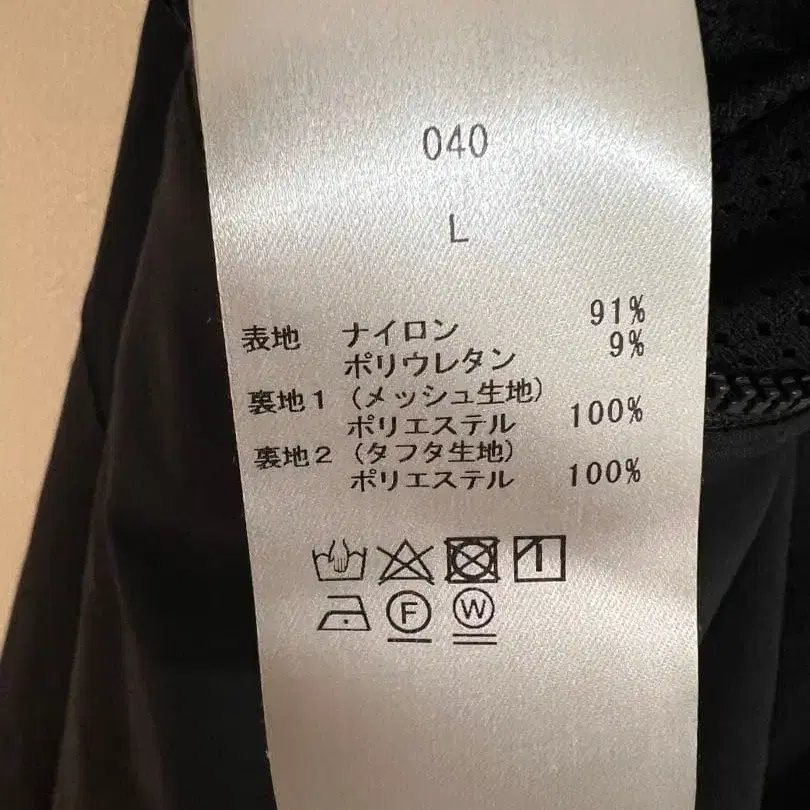 040
L
表地 ナイロン 91%
ポリウレタン 9%
裏地1 (メッシュ生地)
ポリエステル 100%
裏地2 (タフタ生地)
ポリエステル 100%
F W